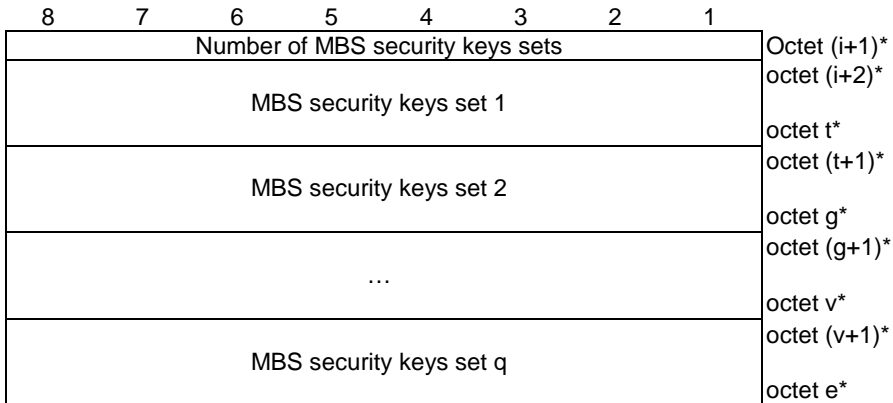 8 7 6 5 4 3 2 1
Number of MBS security keys sets Octet (i+1)*
octet (i+2)*
MBS security keys set 1
octet t*
octet (t+1)*
MBS security keys set 2
octet g*
octet (g+1)*
…
octet v*
octet (v+1)*
MBS security keys set q
octet e*